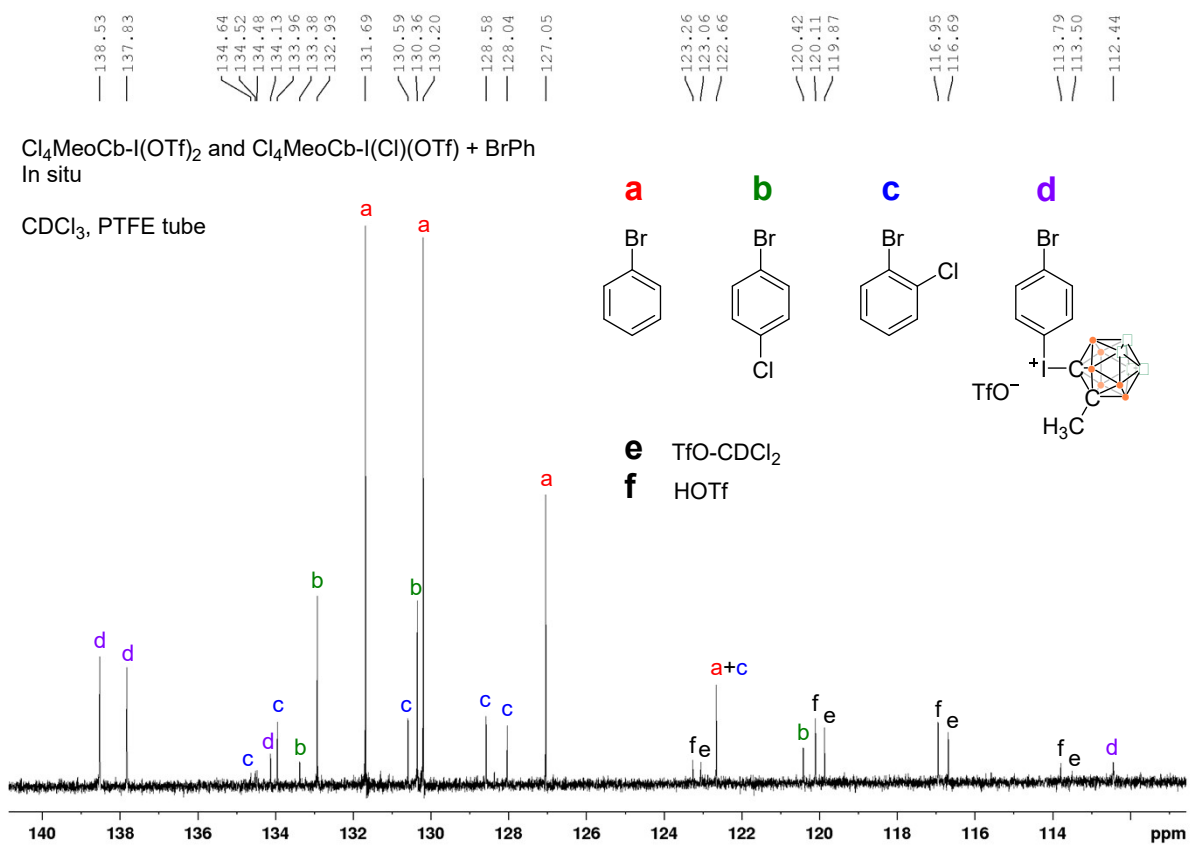 138.53
137.83
134.64
134.52
134.48
134.13
133.96
133.38
132.93
131.69
130.59
130.36
130.20
128.58
128.04
127.05
123.26
123.06
122.66
120.42
120.11
119.87
116.95
116.69
113.79
113.50
112.44
Cl4MeoCb-I(OTf)2 and Cl4MeoCb-I(Cl)(OTf) + BrPh
In situ
CDCl3, PTFE tube
a
b
c
d
Br
Br
Br
Br
Cl
Cl
+I
C
C
TfO−
H3C
e TfO-CDCl2
f HOTf
a
a
a
b
b
d
d
c
d
c
b
c
c
c
a+c
f
e
b
f
e
f
e
f
e
d
140 138 136 134 132 130 128 126 124 122 120 118 116 114 ppm